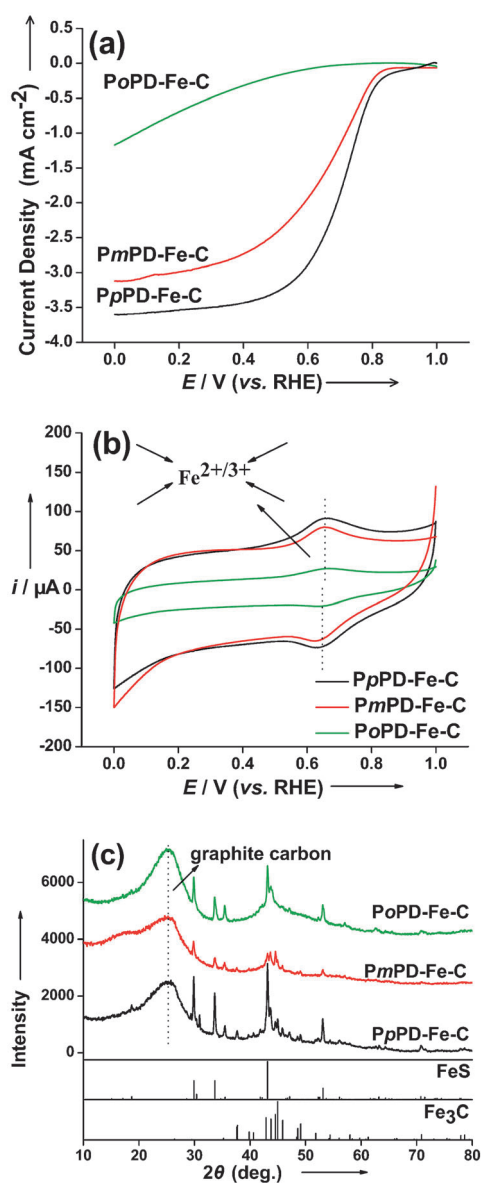 (a)
0.5
0.0
-0.5
-1.0
-1.5
-2.0
-2.5
-3.0
-3.5
-4.0
Current Density (mA cm-2)
PoPD-Fe-C
PmPD-Fe-C
PpPD-Fe-C
0.0 0.2 0.4 0.6 0.8 1.0
E / V (vs. RHE)
(b)
200
150
100
50
0
-50
-100
-150
-200
i / µA
Fe2+/3+
PpPD-Fe-C
PmPD-Fe-C
PoPD-Fe-C
0.0 0.2 0.4 0.6 0.8 1.0
E / V (vs. RHE)
(c)
graphite carbon
6000
4000
2000
0
Intensity
PoPD-Fe-C
PmPD-Fe-C
PpPD-Fe-C
FeS
Fe3C
10 20 30 40 50 60 70 80
2θ (deg.)